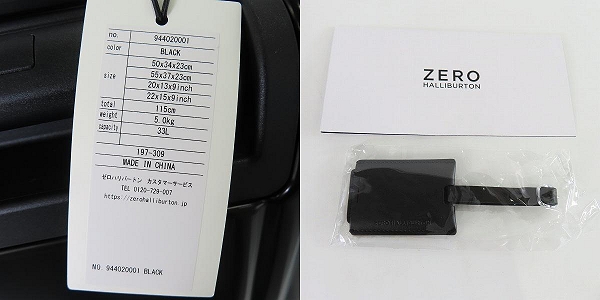 no. 944020001
color BLACK
size 50x34x23cm
55x37x23cm
20x13x9inch
22x15x9inch
total 115cm
weight 5.0kg
capacity 33L
197-309
MADE IN CHINA
ゼロハリバートン カスタマーサービス
TEL 0120-729-007
https://zerohalliburton.jp
NO. 944020001 BLACK
ZERO
HALLIBURTON